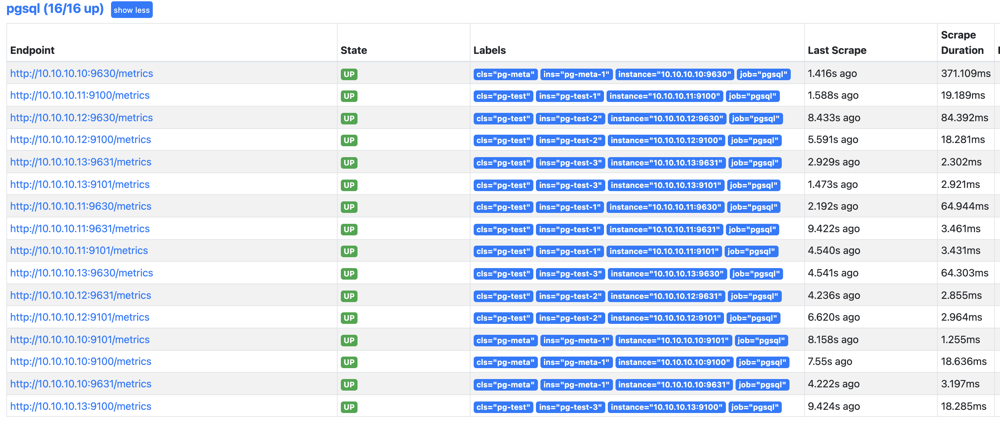 pgsql (16/16 up) show less
Endpoint State Labels Last Scrape Scrape Duration
http://10.10.10.10:9630/metrics UP cls="pg-meta" ins="pg-meta-1" instance="10.10.10.10:9630" job="pgsql" 1.416s ago 371.109ms
http://10.10.10.11:9100/metrics UP cls="pg-test" ins="pg-test-1" instance="10.10.10.11:9100" job="pgsql" 1.588s ago 19.189ms
http://10.10.10.12:9630/metrics UP cls="pg-test" ins="pg-test-2" instance="10.10.10.12:9630" job="pgsql" 8.433s ago 84.392ms
http://10.10.10.12:9100/metrics UP cls="pg-test" ins="pg-test-2" instance="10.10.10.12:9100" job="pgsql" 5.591s ago 18.281ms
http://10.10.10.13:9631/metrics UP cls="pg-test" ins="pg-test-3" instance="10.10.10.13:9631" job="pgsql" 2.929s ago 2.302ms
http://10.10.10.13:9101/metrics UP cls="pg-test" ins="pg-test-3" instance="10.10.10.13:9101" job="pgsql" 1.473s ago 2.921ms
http://10.10.10.11:9630/metrics UP cls="pg-test" ins="pg-test-1" instance="10.10.10.11:9630" job="pgsql" 2.192s ago 64.944ms
http://10.10.10.11:9631/metrics UP cls="pg-test" ins="pg-test-1" instance="10.10.10.11:9631" job="pgsql" 9.422s ago 3.461ms
http://10.10.10.11:9101/metrics UP cls="pg-test" ins="pg-test-1" instance="10.10.10.11:9101" job="pgsql" 4.540s ago 3.431ms
http://10.10.10.13:9630/metrics UP cls="pg-test" ins="pg-test-3" instance="10.10.10.13:9630" job="pgsql" 4.541s ago 64.303ms
http://10.10.10.12:9631/metrics UP cls="pg-test" ins="pg-test-2" instance="10.10.10.12:9631" job="pgsql" 4.236s ago 2.855ms
http://10.10.10.12:9101/metrics UP cls="pg-test" ins="pg-test-2" instance="10.10.10.12:9101" job="pgsql" 6.620s ago 2.964ms
http://10.10.10.10:9101/metrics UP cls="pg-meta" ins="pg-meta-1" instance="10.10.10.10:9101" job="pgsql" 8.158s ago 1.255ms
http://10.10.10.10:9100/metrics UP cls="pg-meta" ins="pg-meta-1" instance="10.10.10.10:9100" job="pgsql" 7.55s ago 18.636ms
http://10.10.10.10:9631/metrics UP cls="pg-meta" ins="pg-meta-1" instance="10.10.10.10:9631" job="pgsql" 4.222s ago 3.197ms
http://10.10.10.13:9100/metrics UP cls="pg-test" ins="pg-test-3" instance="10.10.10.13:9100" job="pgsql" 9.424s ago 18.285ms